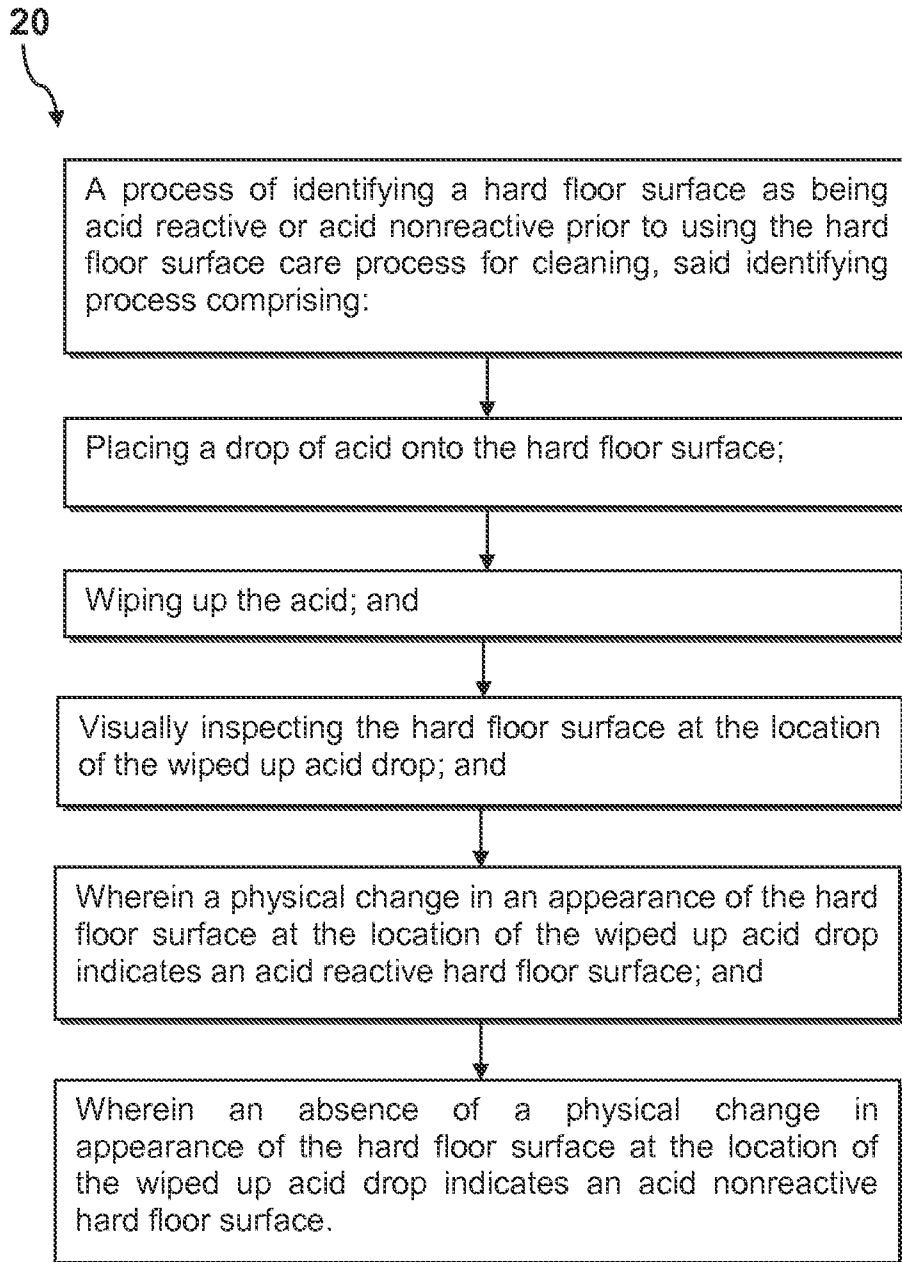 20
A process of identifying a hard floor surface as being
acid reactive or acid nonreactive prior to using the hard
floor surface care process for cleaning, said identifying
process comprising:
Placing a drop of acid onto the hard floor surface;
Wiping up the acid; and
Visually inspecting the hard floor surface at the location
of the wiped up acid drop; and
Wherein a physical change in an appearance of the hard
floor surface at the location of the wiped up acid drop
indicates an acid reactive hard floor surface; and
Wherein an absence of a physical change in
appearance of the hard floor surface at the location of
the wiped up acid drop indicates an acid nonreactive
hard floor surface.